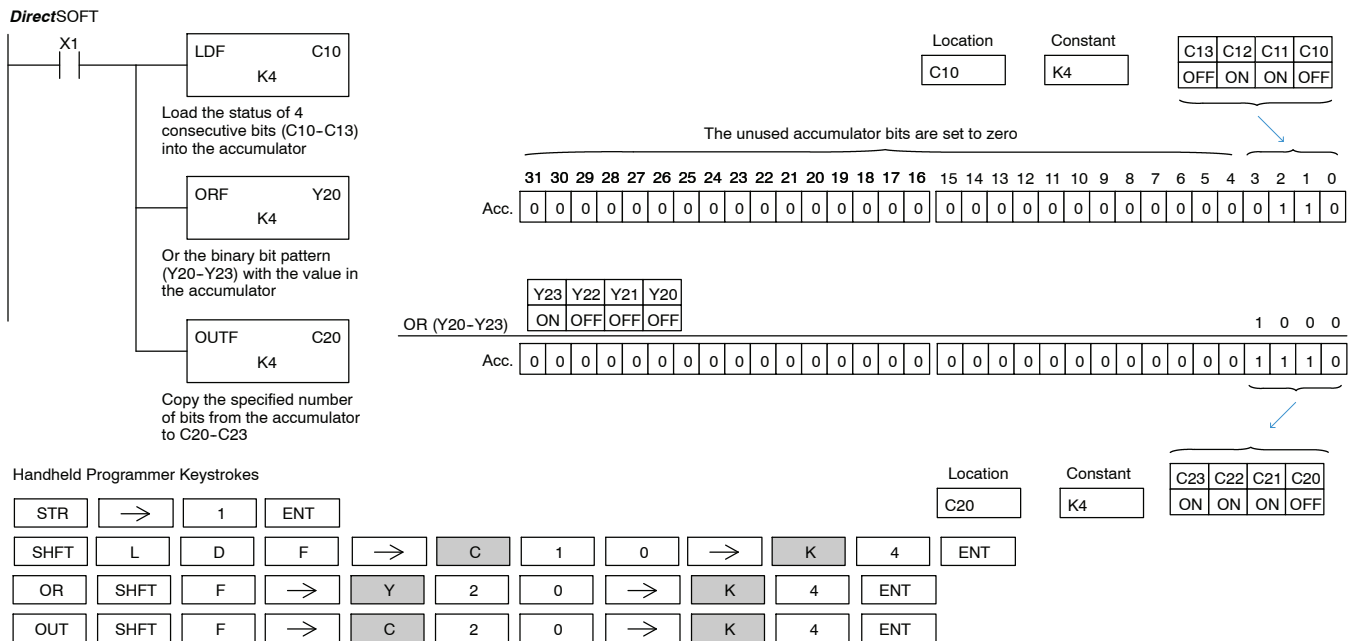 DirectSOFT
X1
LDF C10
K4
Load the status of 4
consecutive bits (C10-C13)
into the accumulator
ORF Y20
K4
Or the binary bit pattern
(Y20-Y23) with the value in
the accumulator
OUTF C20
K4
Copy the specified number
of bits from the accumulator
to C20-C23
Location Constant
C10 K4
C13 C12 C11 C10
OFF ON ON OFF
The unused accumulator bits are set to zero
31 30 29 28 27 26 25 24 23 22 21 20 19 18 17 16 15 14 13 12 11 10 9 8 7 6 5 4 3 2 1 0
Acc. 0 0 0 0 0 0 0 0 0 0 0 0 0 0 0 0 0 0 0 0 0 0 0 0 0 0 0 0 0 1 1 0
Y23 Y22 Y21 Y20
ON OFF OFF OFF
OR (Y20-Y23) 1 0 0 0
Acc. 0 0 0 0 0 0 0 0 0 0 0 0 0 0 0 0 0 0 0 0 0 0 0 0 0 0 0 0 1 1 1 0
Location Constant
C20 K4
C23 C22 C21 C20
ON ON ON OFF
Handheld Programmer Keystrokes
STR → 1 ENT
SHFT L D F → C 1 0 → K 4 ENT
OR SHFT F → Y 2 0 → K 4 ENT
OUT SHFT F → C 2 0 → K 4 ENT